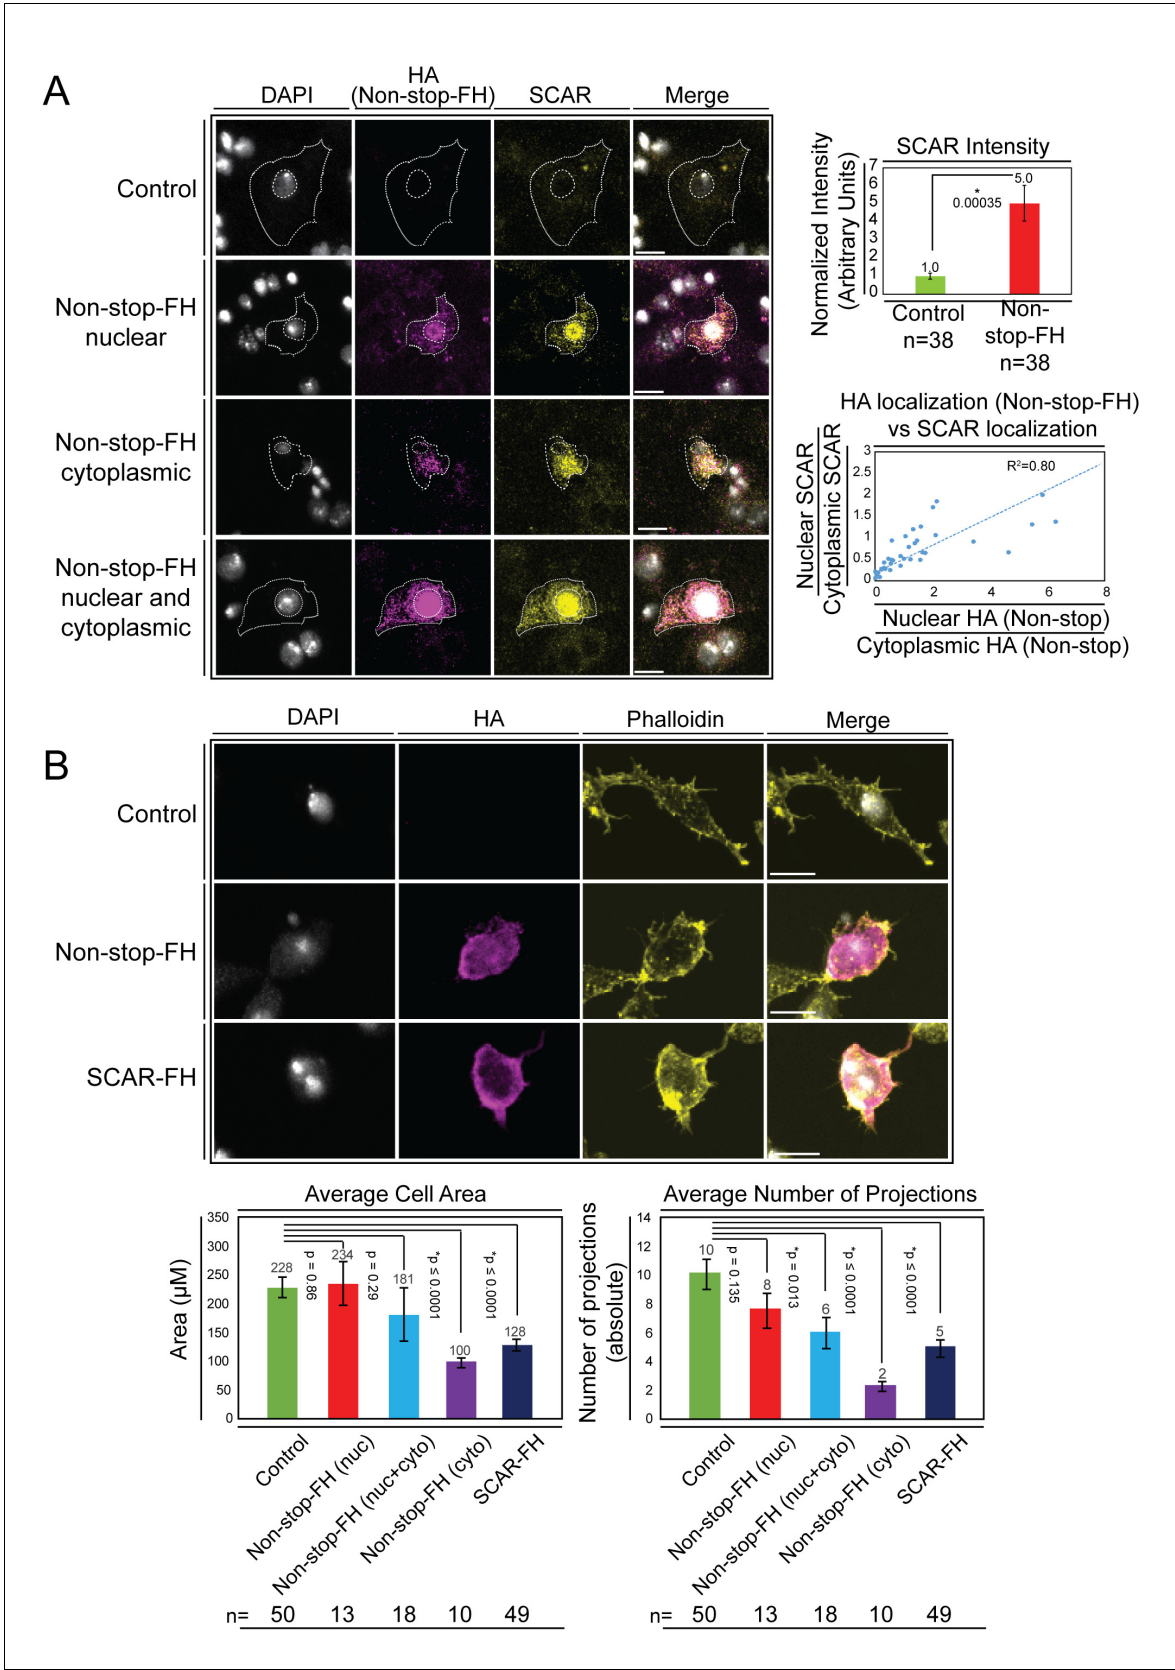 A
DAPI
HA
(Non-stop-FH)
SCAR
Merge
Control
Non-stop-FH
nuclear
Non-stop-FH
cytoplasmic
Non-stop-FH
nuclear and
cytoplasmic
SCAR Intensity
Normalized Intensity
(Arbitrary Units)
7
6
5
4
3
2
1
0
1.0
*
0.00035
5.0
Control
n=38
Non-
stop-FH
n=38
HA localization (Non-stop-FH)
vs SCAR localization
Nuclear SCAR
Cytoplasmic SCAR
3
2.5
2
1.5
1
0.5
0
R²=0.80
0 2 4 6 8
Nuclear HA (Non-stop)
Cytoplasmic HA (Non-stop)
B
DAPI
HA
Phalloidin
Merge
Control
Non-stop-FH
SCAR-FH
Average Cell Area
Area (µM)
350
300
250
200
150
100
50
0
228
p = 0.86
234
p = 0.29
181
*p ≤ 0.0001
100
*p ≤ 0.0001
128
Control
Non-stop-FH (nuc)
Non-stop-FH (nuc+cyto)
Non-stop-FH (cyto)
SCAR-FH
n= 50 13 18 10 49
Average Number of Projections
Number of projections
(absolute)
14
12
10
8
6
4
2
0
10
p = 0.135
8
*p = 0.013
6
*p ≤ 0.0001
2
*p ≤ 0.0001
5
Control
Non-stop-FH (nuc)
Non-stop-FH (nuc+cyto)
Non-stop-FH (cyto)
SCAR-FH
n= 50 13 18 10 49